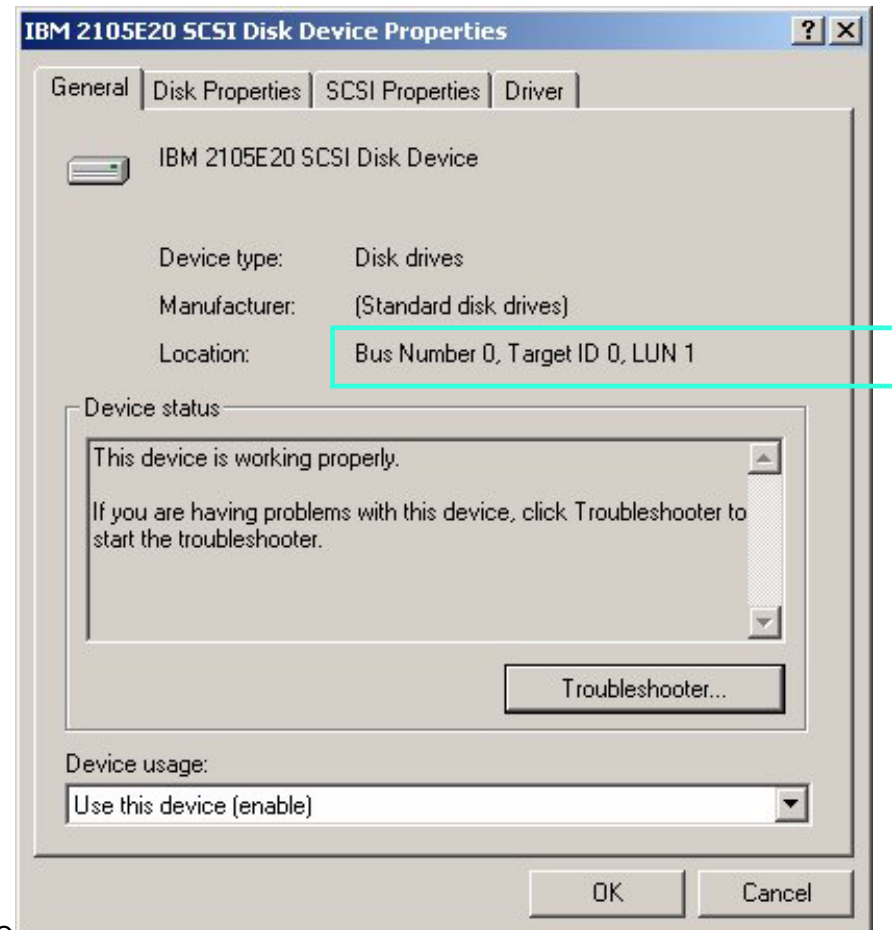 IBM 2105E20 SCSI Disk Device Properties
General Disk Properties SCSI Properties Driver
IBM 2105E20 SCSI Disk Device
Device type: Disk drives
Manufacturer: (Standard disk drives)
Location: Bus Number 0, Target ID 0, LUN 1
Device status
This device is working properly.
If you are having problems with this device, click Troubleshooter to
start the troubleshooter.
Troubleshooter...
Device usage:
Use this device (enable)
OK Cancel